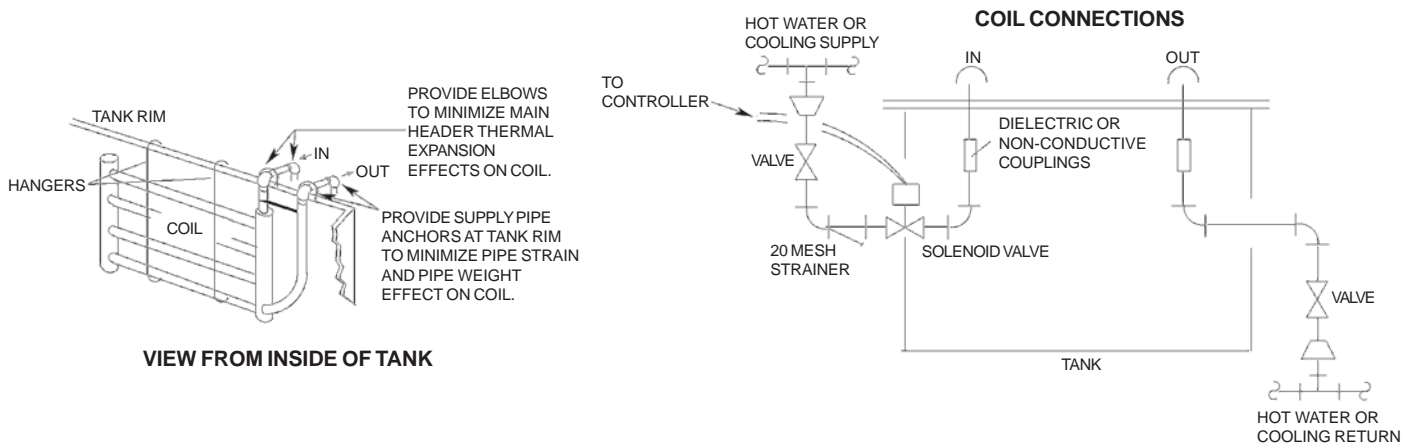 TANK RIM
HANGERS
COIL
PROVIDE ELBOWS
TO MINIMIZE MAIN
HEADER THERMAL
EXPANSION
EFFECTS ON COIL.
IN
OUT
PROVIDE SUPPLY PIPE
ANCHORS AT TANK RIM
TO MINIMIZE PIPE STRAIN
AND PIPE WEIGHT
EFFECT ON COIL.
VIEW FROM INSIDE OF TANK
COIL CONNECTIONS
HOT WATER OR
COOLING SUPPLY
IN
OUT
TO
CONTROLLER
DIELECTRIC OR
NON-CONDUCTIVE
COUPLINGS
VALVE
20 MESH
STRAINER
SOLENOID VALVE
VALVE
TANK
HOT WATER OR
COOLING RETURN